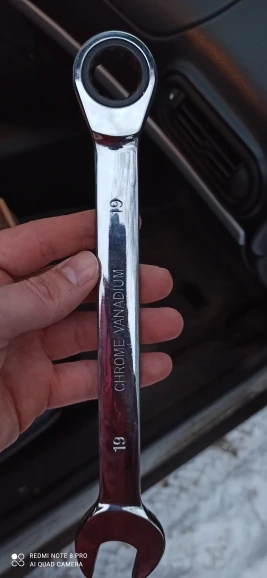 19
CHROME VANADIUM
19
REDMI NOTE 8 PRO
AI QUAD CAMERA